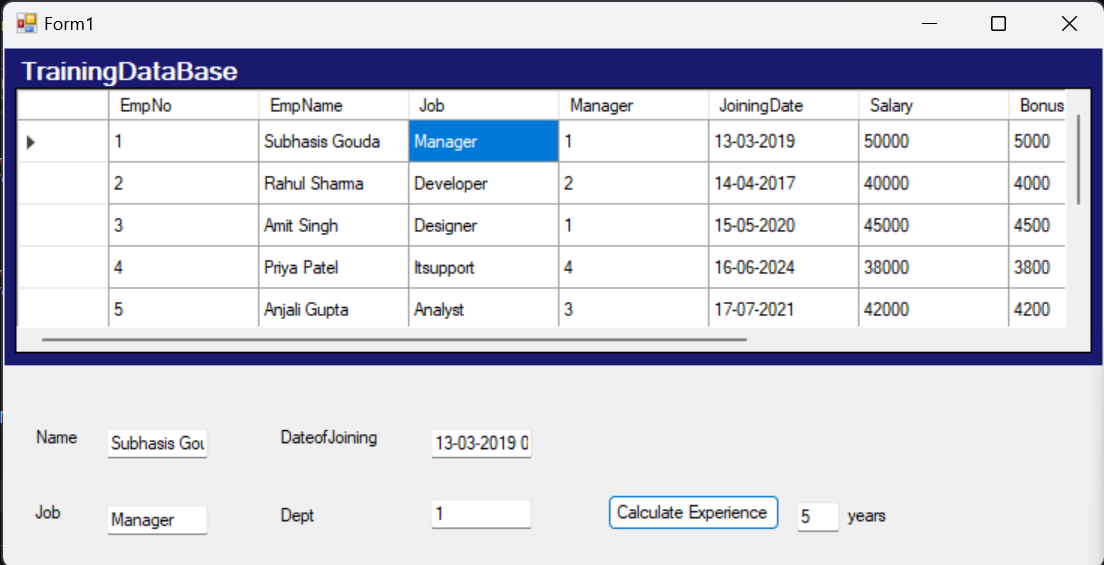 Form1
TrainingDataBase
EmpNo EmpName Job Manager JoiningDate Salary Bonus
1 Subhasis Gouda Manager 1 13-03-2019 50000 5000
2 Rahul Sharma Developer 2 14-04-2017 40000 4000
3 Amit Singh Designer 1 15-05-2020 45000 4500
4 Priya Patel Itsupport 4 16-06-2024 38000 3800
5 Anjali Gupta Analyst 3 17-07-2021 42000 4200
Name Subhasis Gou DateofJoining 13-03-2019 0
Job Manager Dept 1 Calculate Experience 5 years